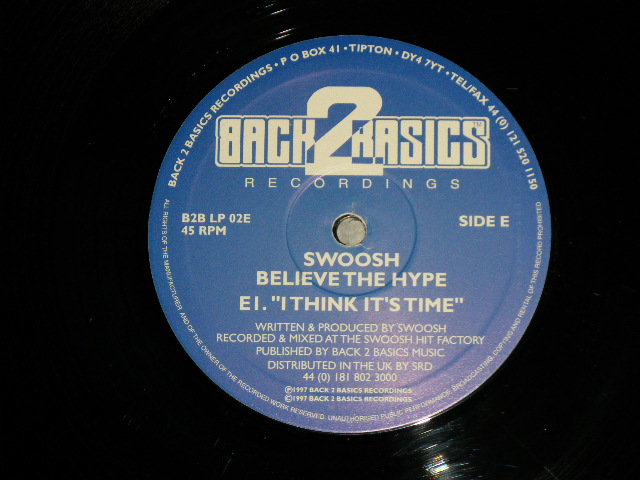 BACK 2 BASICS RECORDINGS • P O BOX 41 • TIPTON • DY4 7YT • TEL/FAX 44 (0) 121 520 1150
BACK 2 BASICS™
RECORDINGS
B2B LP 02E
45 RPM
SIDE E
SWOOSH
BELIEVE THE HYPE
E1. "I THINK IT'S TIME"
WRITTEN & PRODUCED BY SWOOSH
RECORDED & MIXED AT THE SWOOSH HIT FACTORY
PUBLISHED BY BACK 2 BASICS MUSIC
DISTRIBUTED IN THE UK BY SRD
44 (0) 181 802 3000
℗1997 BACK 2 BASICS RECORDINGS
©1997 BACK 2 BASICS RECORDINGS
ALL RIGHTS OF THE MANUFACTURER AND OF THE OWNER OF THE RECORDED WORK RESERVED. UNAUTHORISED PUBLIC PERFORMANCE, BROADCASTING, COPYING AND RENTAL OF THIS RECORD PROHIBITED